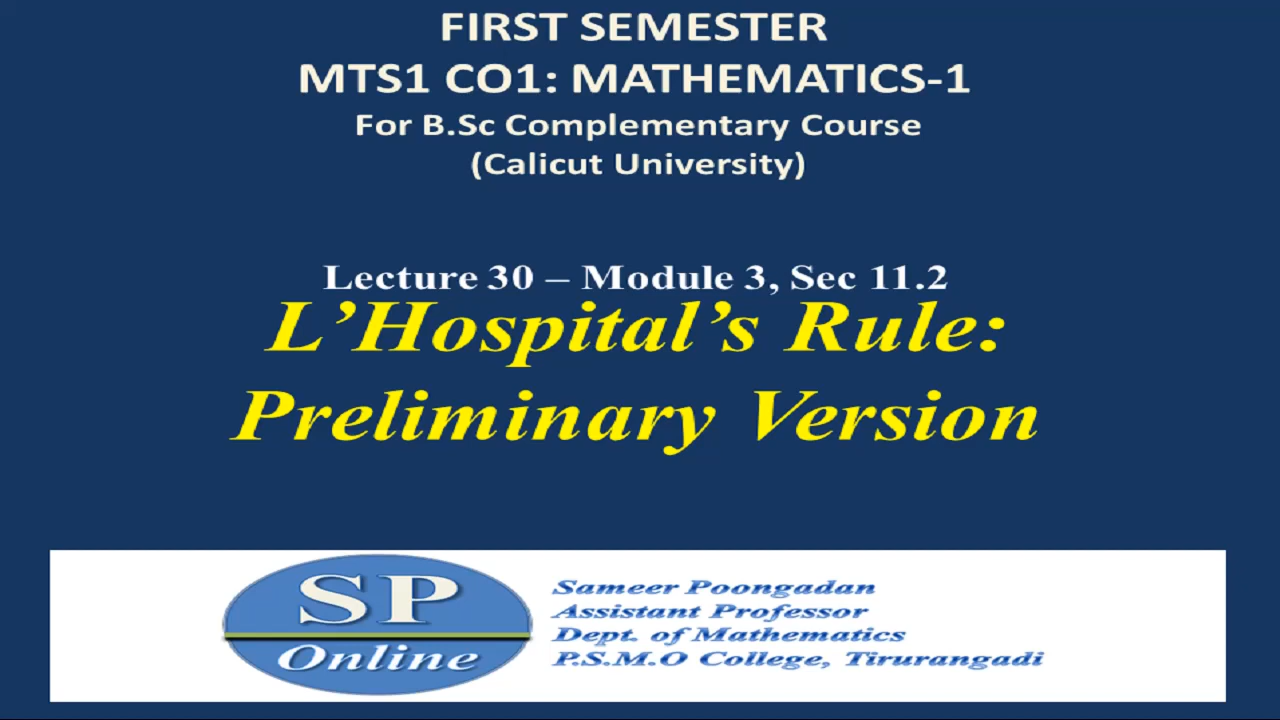 FIRST SEMESTER
MTS1 CO1: MATHEMATICS-1
For B.Sc Complementary Course
(Calicut University)
Lecture 30 – Module 3, Sec 11.2
L’Hospital’s Rule:
Preliminary Version
SP
Online
Sameer Poongadan
Assistant Professor
Dept. of Mathematics
P.S.M.O College, Tirurangadi